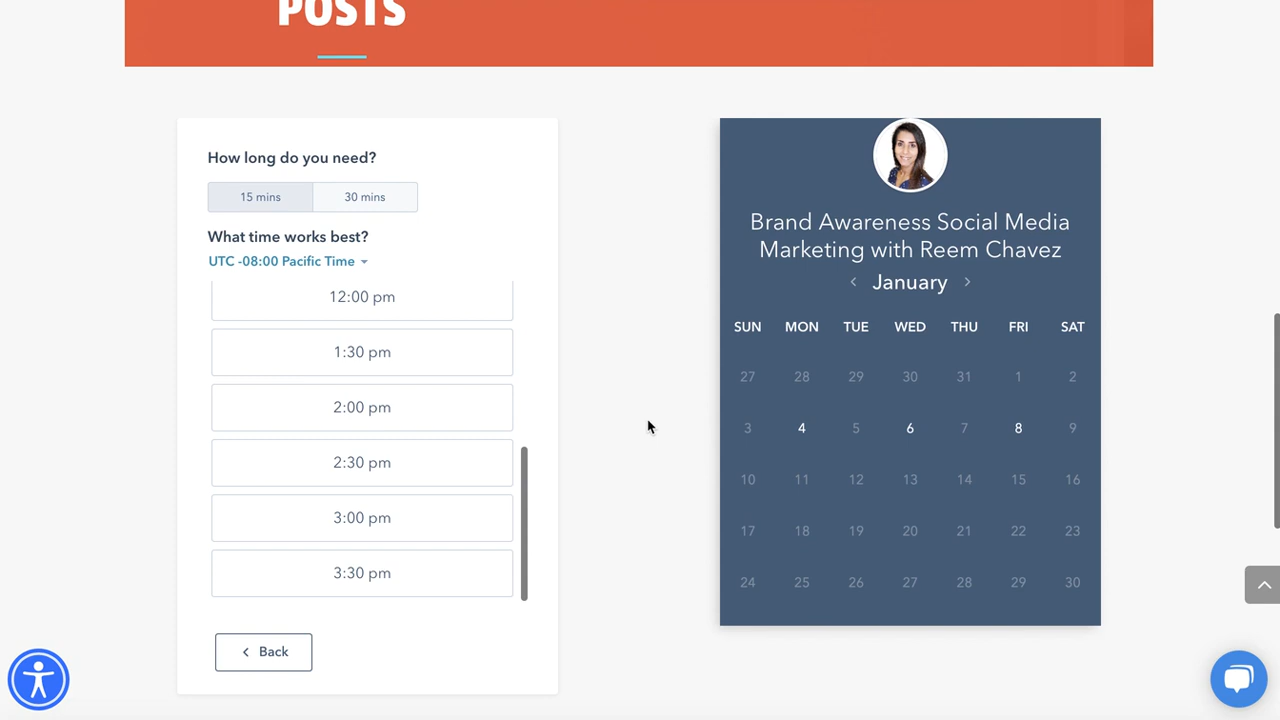 POSTS
How long do you need?
15 mins
30 mins
What time works best?
UTC -08:00 Pacific Time
12:00 pm
1:30 pm
2:00 pm
2:30 pm
3:00 pm
3:30 pm
Back
Brand Awareness Social Media
Marketing with Reem Chavez
January
SUN MON TUE WED THU FRI SAT
27 28 29 30 31 1 2
3 4 5 6 7 8 9
10 11 12 13 14 15 16
17 18 19 20 21 22 23
24 25 26 27 28 29 30